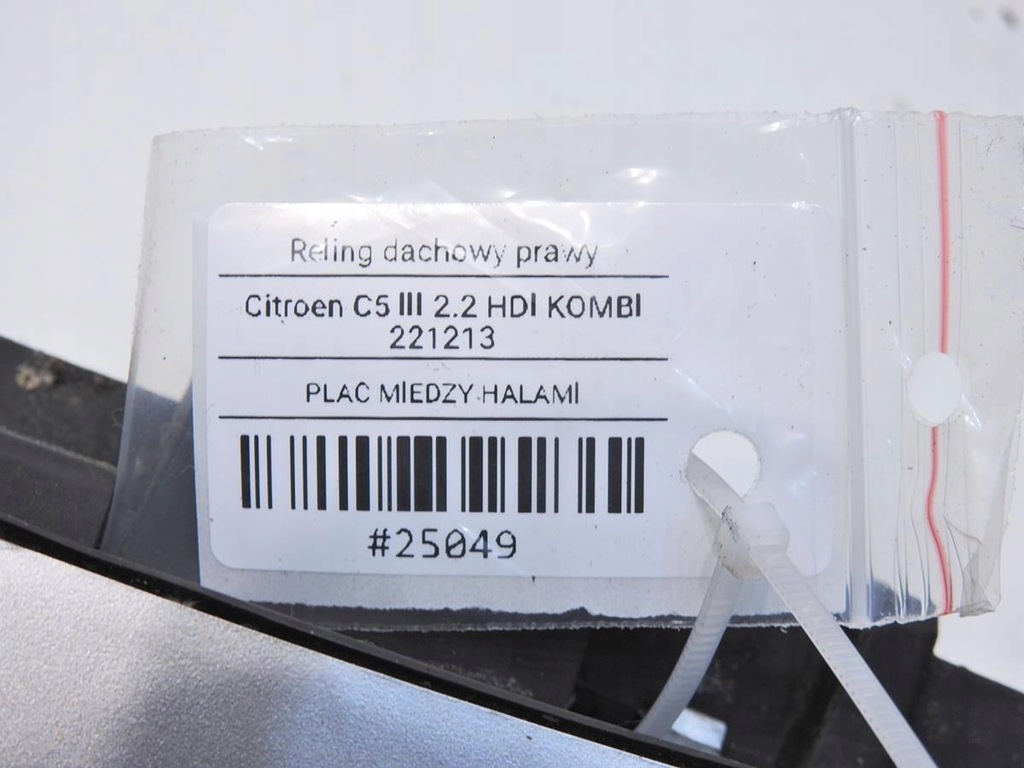 Reling dachowy prawy
Citroen C5 III 2.2 HDI KOMBI
221213
PLAC MIEDZY HALAMI
#25049